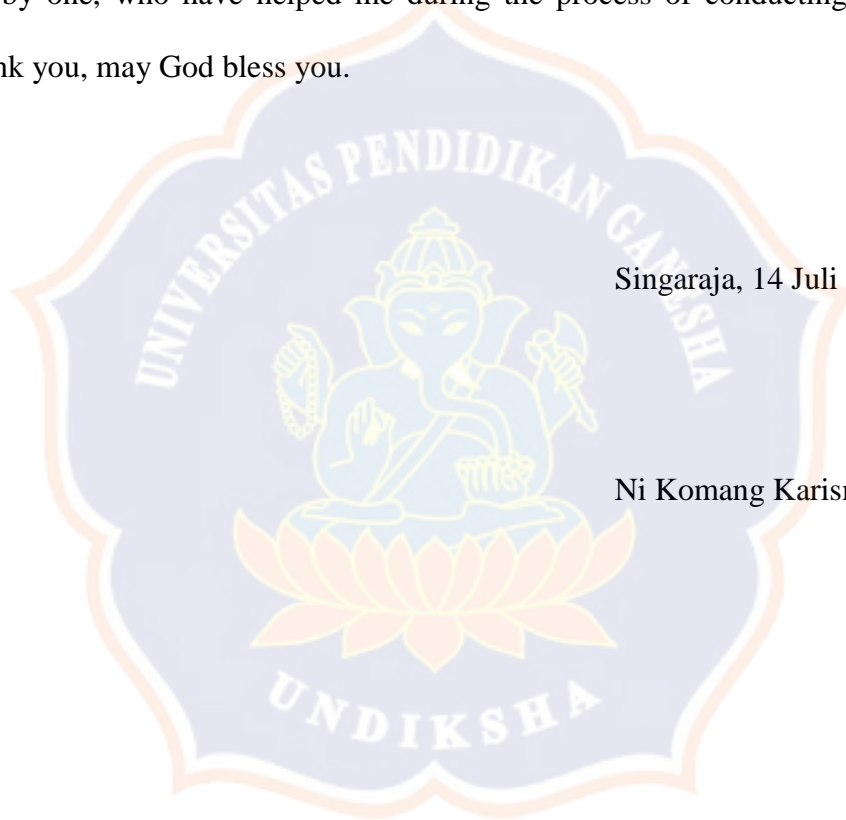 by one, who have helped me during the process of conducting
nk you, may God bless you.
UNIVERSITAS PENDIDIKAN GANESHA
Singaraja, 14 Juli
Ni Komang Karis
UNDIKSHA